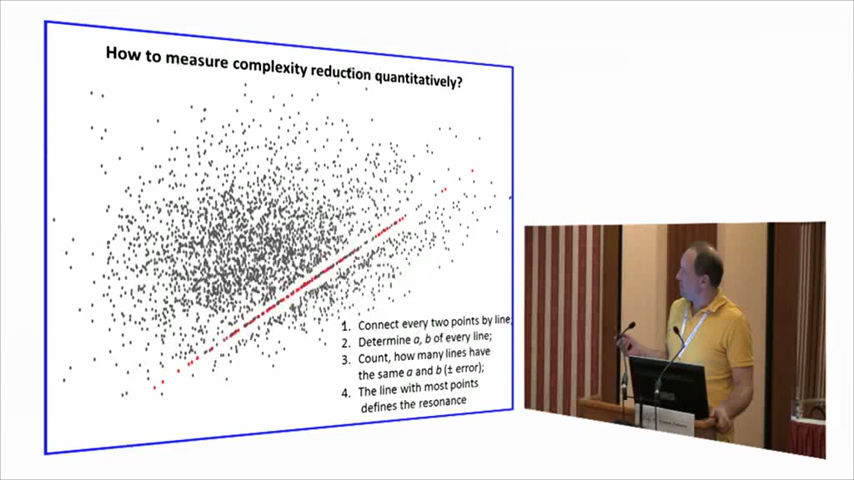 How to measure complexity reduction quantitatively?
1. Connect every two points by line,
2. Determine a, b of every line;
3. Count, how many lines have
the same a and b (± error);
4. The line with most points
defines the resonance